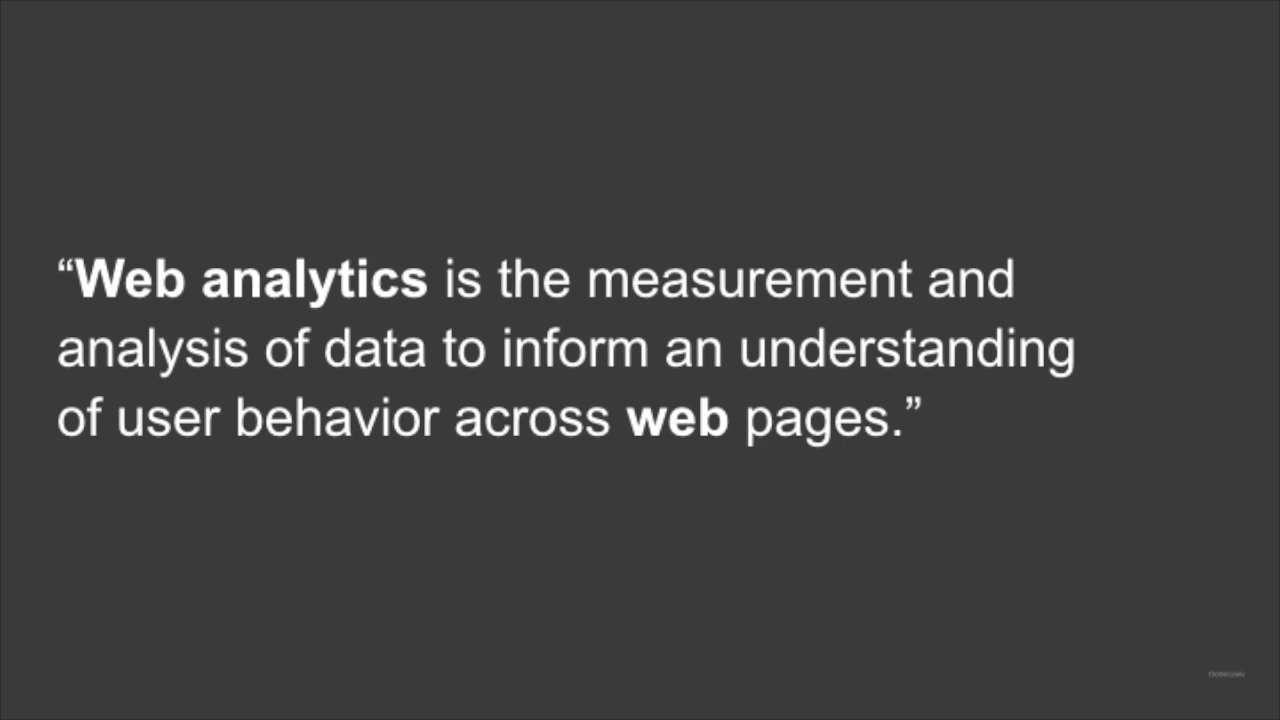 “Web analytics is the measurement and
analysis of data to inform an understanding
of user behavior across web pages.”